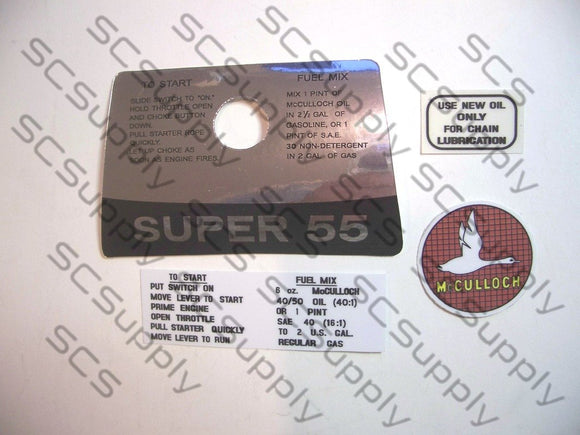 TO START
SLIDE SWITCH TO "ON."
HOLD THROTTLE OPEN
AND CHOKE BUTTON
DOWN.
PULL STARTER ROPE
QUICKLY.
LET UP CHOKE AS
SOON AS ENGINE FIRES.
FUEL MIX
MIX 1 PINT OF
McCULLOCH OIL
IN 2½ GAL. OF
GASOLINE, OR 1
PINT OF S.A.E.
30 NON-DETERGENT
IN 2 GAL. OF GAS
SUPER 55
USE NEW OIL
ONLY
FOR CHAIN
LUBRICATION
McCULLOCH
TO START
PUT SWITCH ON
MOVE LEVER TO START
PRIME ENGINE
OPEN THROTTLE
PULL STARTER QUICKLY
MOVE LEVER TO RUN
FUEL MIX
6 oz. McCULLOCH
40/50 OIL (40:1)
OR 1 PINT
SAE 40 (16:1)
TO 2 U.S. GAL.
REGULAR GAS
SCSupply